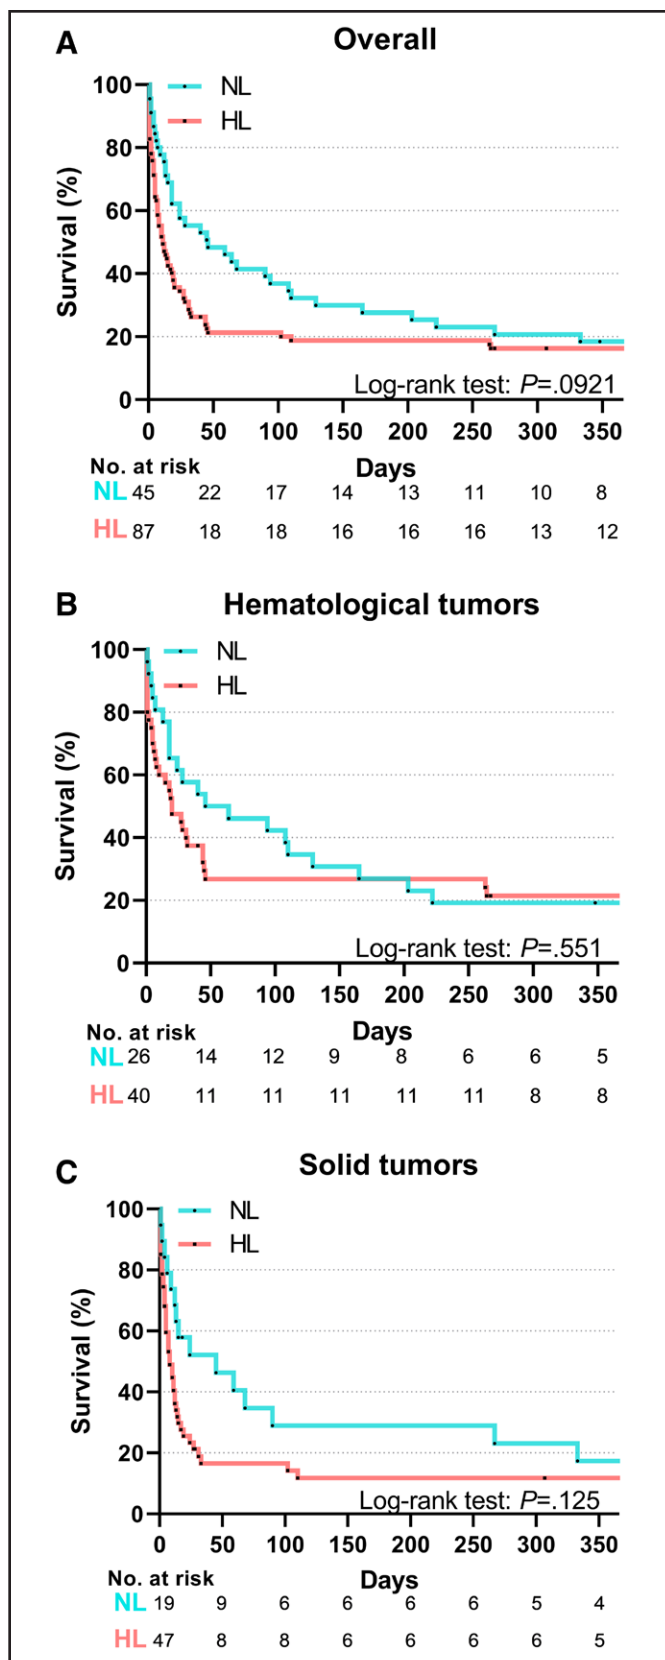 A
Overall
NL
HL
100
80
60
40
20
0
Survival (%)
Log-rank test: P=.0921
0 50 100 150 200 250 300 350
No. at risk
Days
NL 45 22 17 14 13 11 10 8
HL 87 18 18 16 16 16 13 12
B
Hematological tumors
NL
HL
100
80
60
40
20
0
Survival (%)
Log-rank test: P=.551
0 50 100 150 200 250 300 350
No. at risk
Days
NL 26 14 12 9 8 6 6 5
HL 40 11 11 11 11 11 8 8
C
Solid tumors
NL
HL
100
80
60
40
20
0
Survival (%)
Log-rank test: P=.125
0 50 100 150 200 250 300 350
No. at risk
Days
NL 19 9 6 6 6 6 5 4
HL 47 8 8 6 6 6 6 5